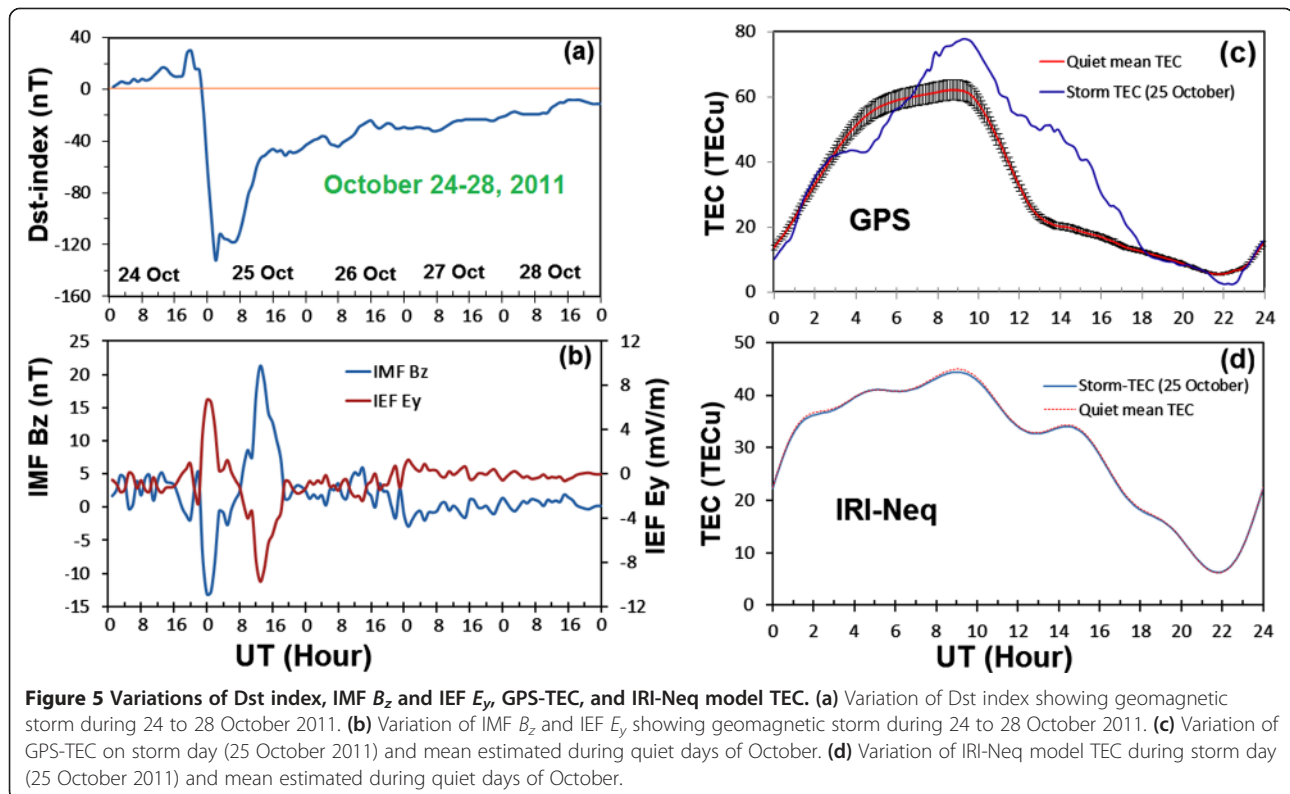 (a)
Dst-index (nT)
40
0
-40
-80
-120
-160
October 24-28, 2011
24 Oct 25 Oct 26 Oct 27 Oct 28 Oct
0 8 16 0 8 16 0 8 16 0 8 16 0 8 16 0
(b)
IMF Bz (nT)
25
20
15
10
5
0
-5
-10
-15
IMF Bz
IEF Ey
12
8
4
0
-4
-8
-12
IEF Ey (mV/m)
0 8 16 0 8 16 0 8 16 0 8 16 0 8 16 0
UT (Hour)
(c)
TEC (TECu)
80
60
40
20
0
Quiet mean TEC
Storm TEC (25 October)
GPS
0 2 4 6 8 10 12 14 16 18 20 22 24
(d)
TEC (TECu)
50
40
30
20
10
0
Storm-TEC (25 October)
Quiet mean TEC
IRI-Neq
0 2 4 6 8 10 12 14 16 18 20 22 24
UT (Hour)
Figure 5 Variations of Dst index, IMF Bz and IEF Ey, GPS-TEC, and IRI-Neq model TEC. (a) Variation of Dst index showing geomagnetic
storm during 24 to 28 October 2011. (b) Variation of IMF Bz and IEF Ey showing geomagnetic storm during 24 to 28 October 2011. (c) Variation of
GPS-TEC on storm day (25 October 2011) and mean estimated during quiet days of October. (d) Variation of IRI-Neq model TEC during storm day
(25 October 2011) and mean estimated during quiet days of October.